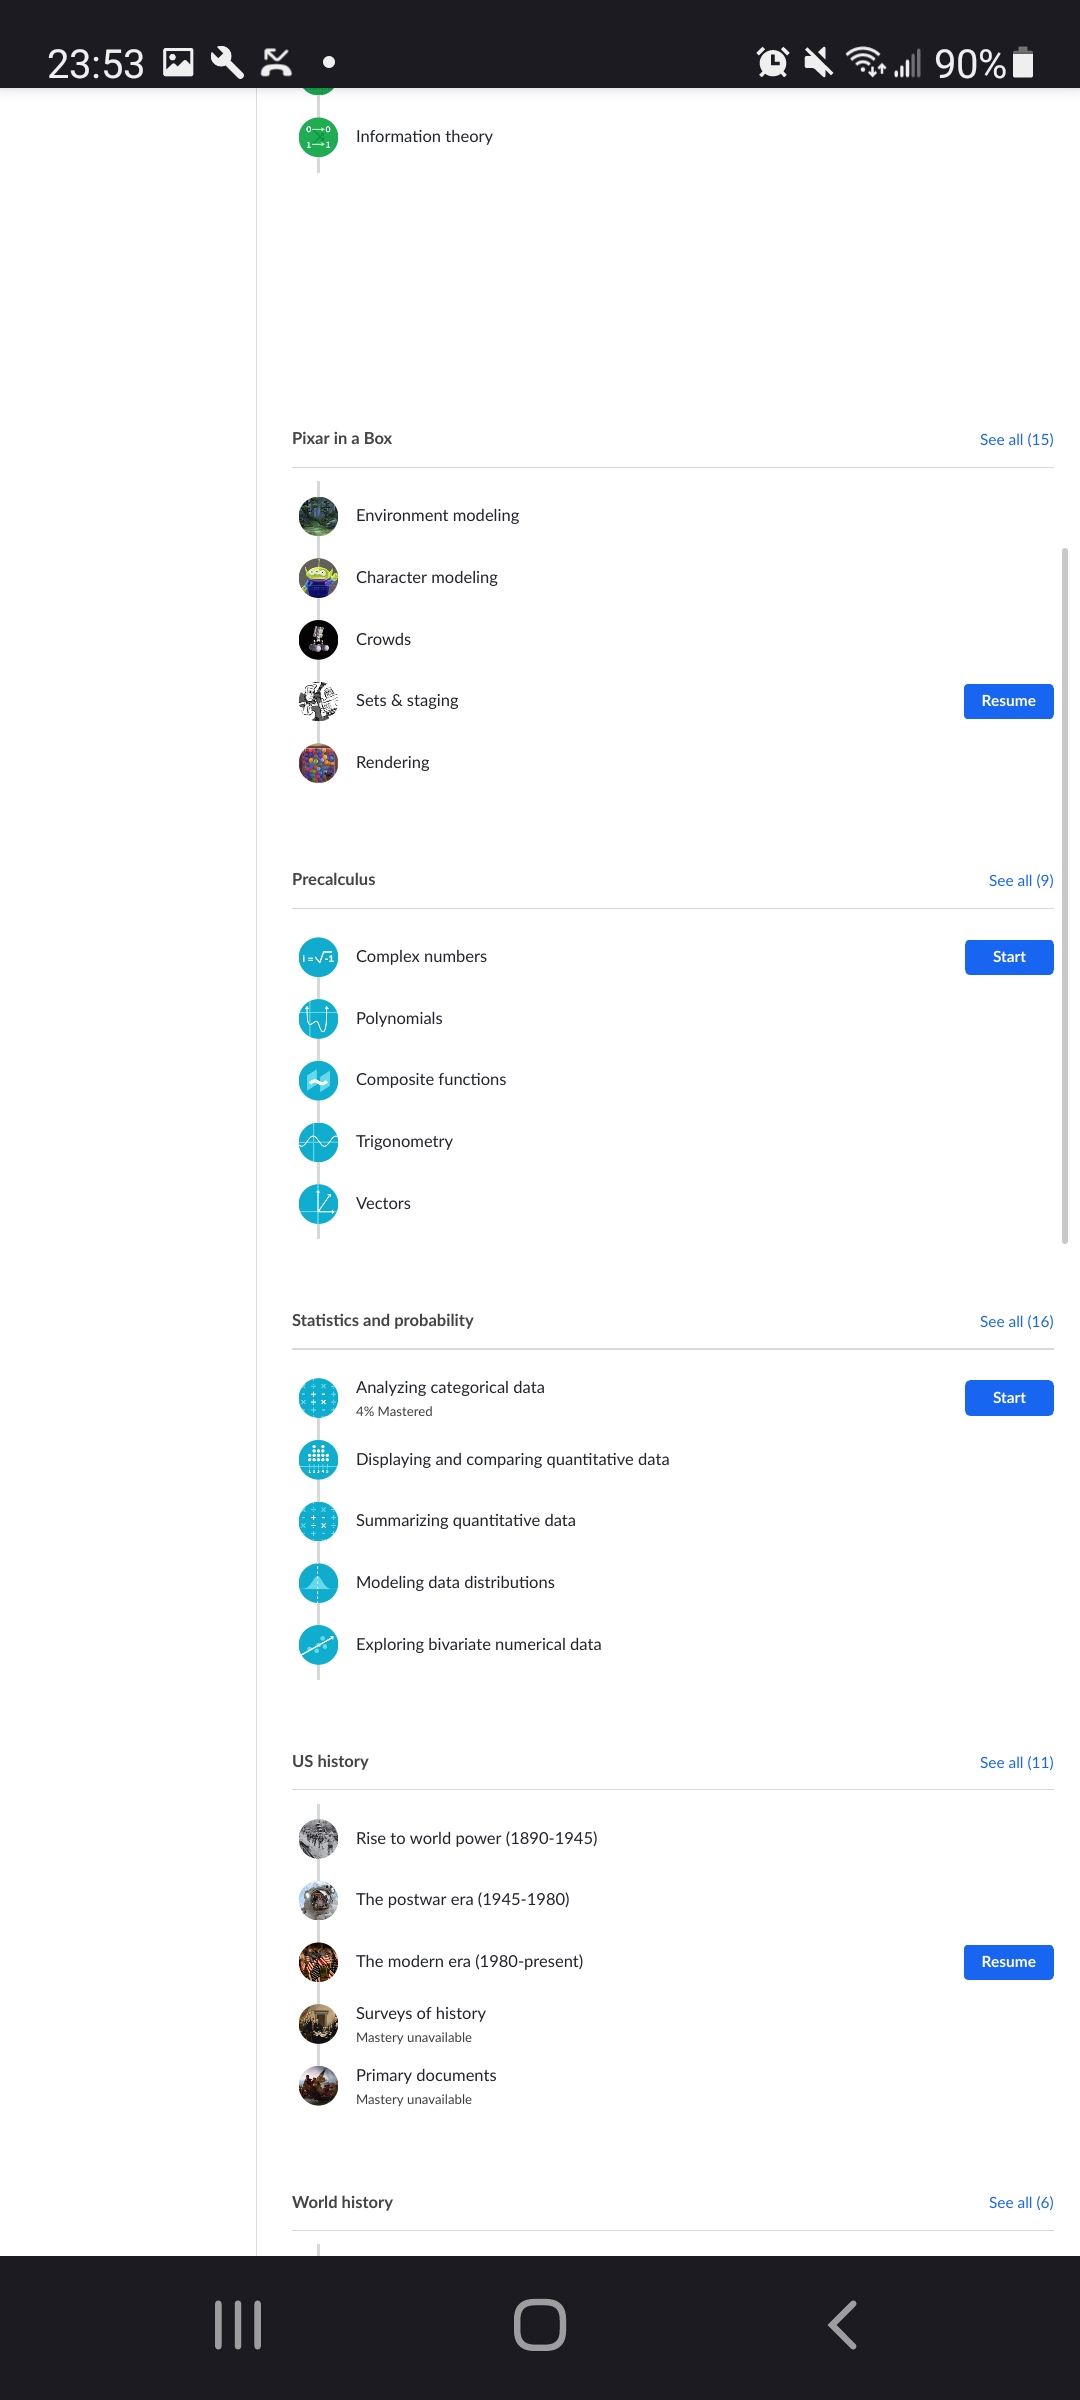 23:53
90%
Information theory
Pixar in a Box
See all (15)
Environment modeling
Character modeling
Crowds
Sets & staging
Resume
Rendering
Precalculus
See all (9)
Complex numbers
Start
Polynomials
Composite functions
Trigonometry
Vectors
Statistics and probability
See all (16)
Analyzing categorical data
4% Mastered
Start
Displaying and comparing quantitative data
Summarizing quantitative data
Modeling data distributions
Exploring bivariate numerical data
US history
See all (11)
Rise to world power (1890-1945)
The postwar era (1945-1980)
The modern era (1980-present)
Resume
Surveys of history
Mastery unavailable
Primary documents
Mastery unavailable
World history
See all (6)